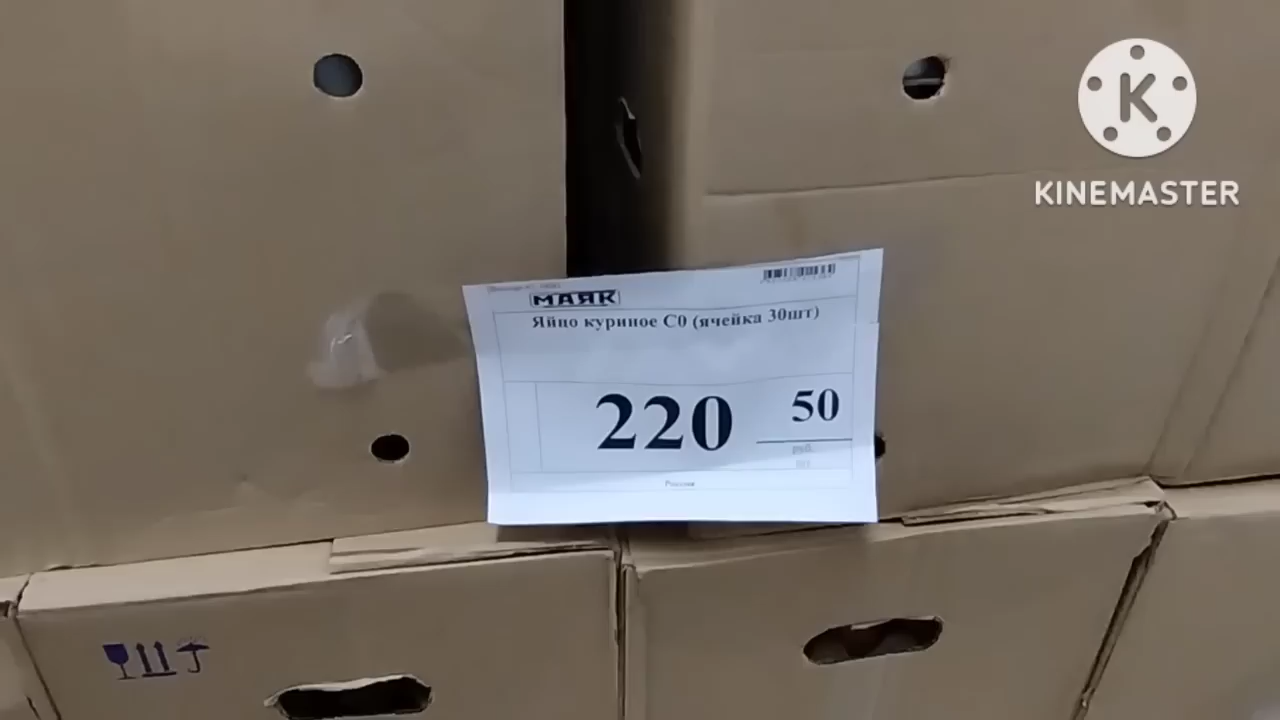 KINEMASTER
МАЯК
Яйцо куриное С0 (ячейка 30шт)
220 50
руб.
Россия